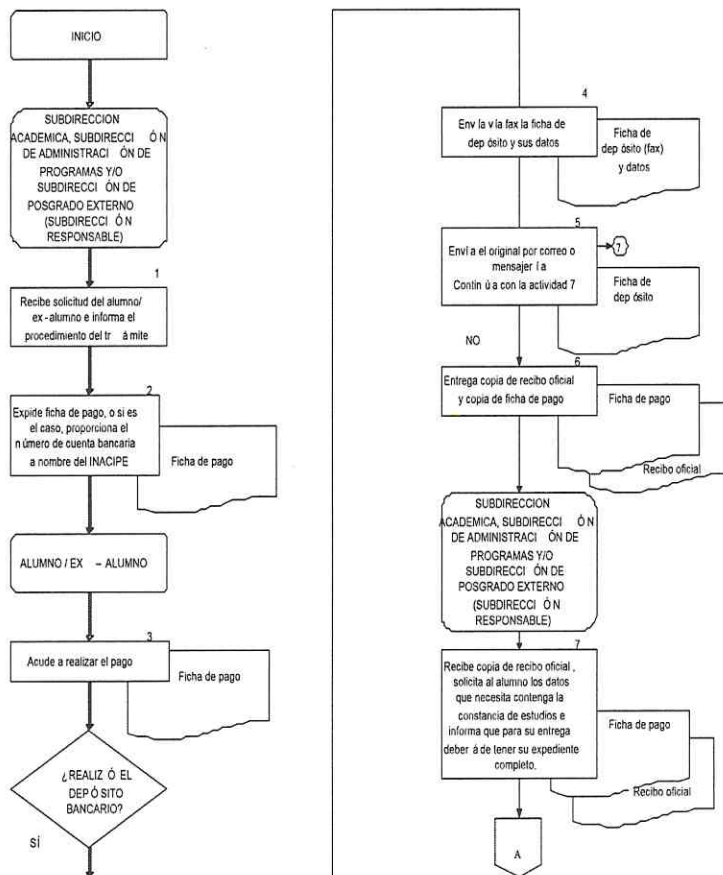 INICIO
SUBDIRECCION
ACADEMICA, SUBDIRECCI ÓN
DE ADMINISTRACI ÓN DE
PROGRAMAS Y/O
SUBDIRECCI ÓN DE
POSGRADO EXTERNO
(SUBDIRECCI Ó N
RESPONSABLE)
1
Recibe solicitud del alumno/
ex - alumno e informa el
procedimiento del tr á mite
2
Expide ficha de pago, o si es
el caso, proporciona el
n úmero de cuenta bancaria
a nombre del INACIPE
Ficha de pago
ALUMNO / EX – ALUMNO
3
Acude a realizar el pago
Ficha de pago
¿REALIZ Ó EL
DEP Ó SITO
BANCARIO?
SÍ
4
Env ía v ía fax la ficha de
dep ósito y sus datos
Ficha de
dep ósito (fax)
y datos
5
Enví a el original por correo o
mensajer í a
Contin ú a con la actividad 7
7
Ficha de
dep ósito
NO
6
Entrega copia de recibo oficial
y copia de ficha de pago
Ficha de pago
Recibo oficial
SUBDIRECCION
ACADEMICA, SUBDIRECCI Ó N
DE ADMINISTRACI ÓN DE
PROGRAMAS Y/O
SUBDIRECCI ÓN DE
POSGRADO EXTERNO
(SUBDIRECCI Ó N
RESPONSABLE)
7
Recibe copia de recibo oficial ,
solicita al alumno los datos
que necesita contenga la
constancia de estudios e
informa que para su entrega
deber á de tener su expediente
completo.
Ficha de pago
Recibo oficial
A